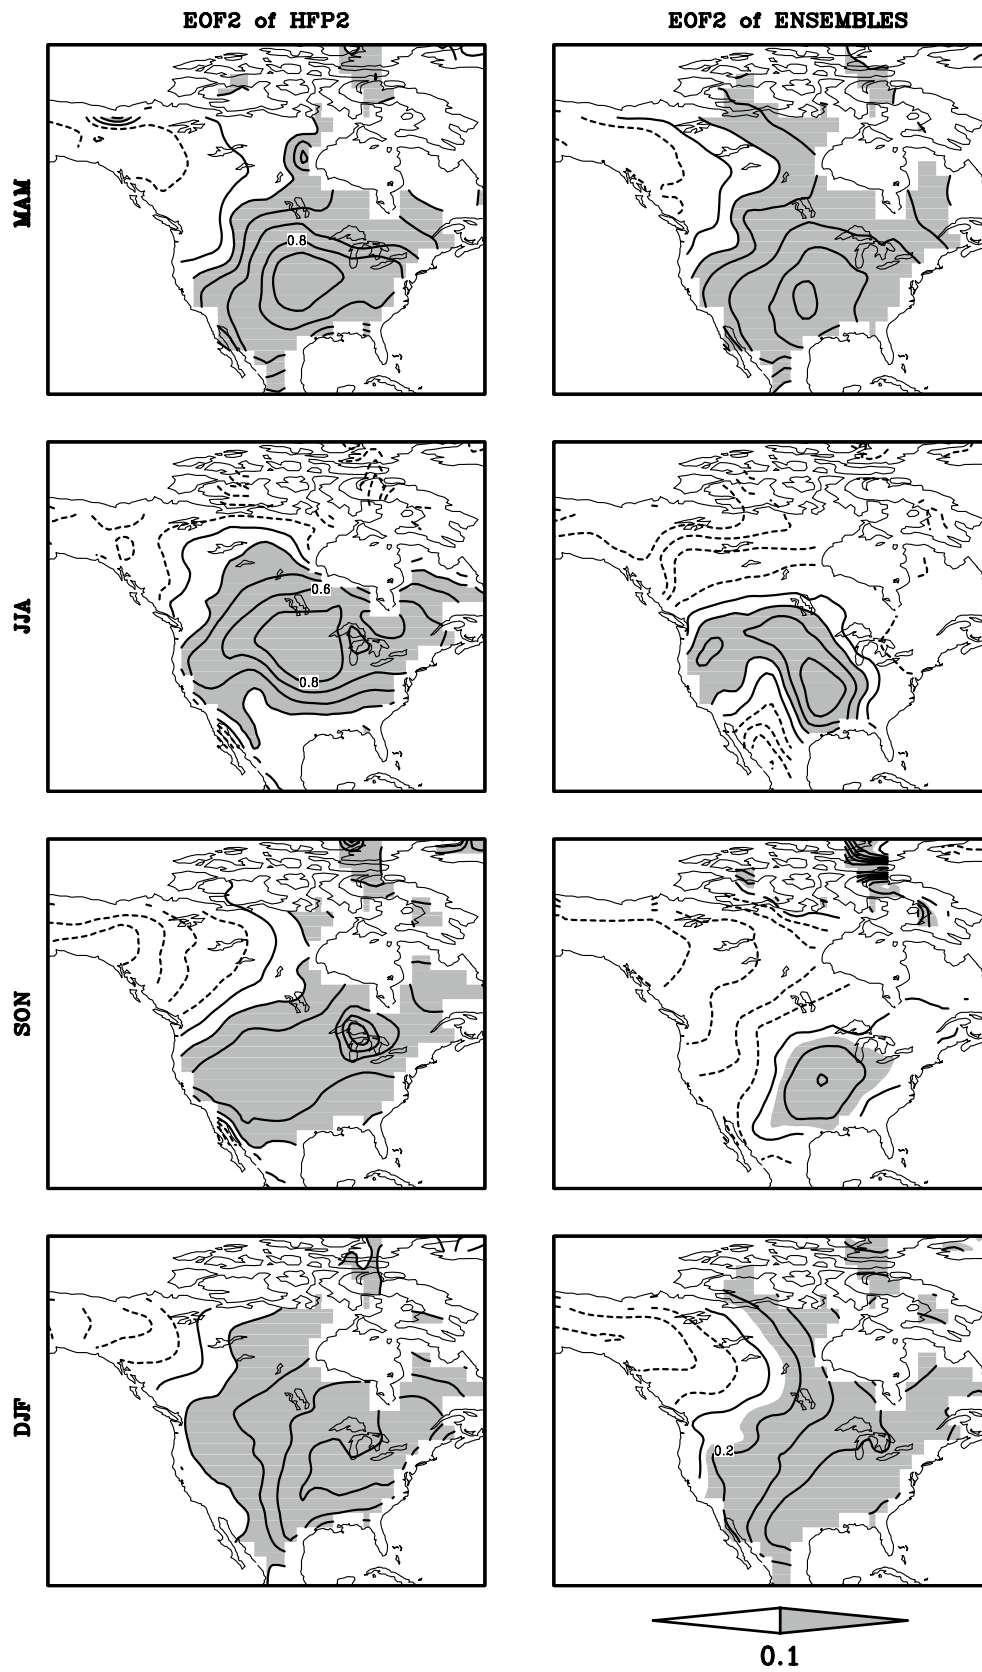 EOF2 of HFP2
EOF2 of ENSEMBLES
MAM
0.8
JJA
0.6
0.8
SON
DJF
0.2
0.1